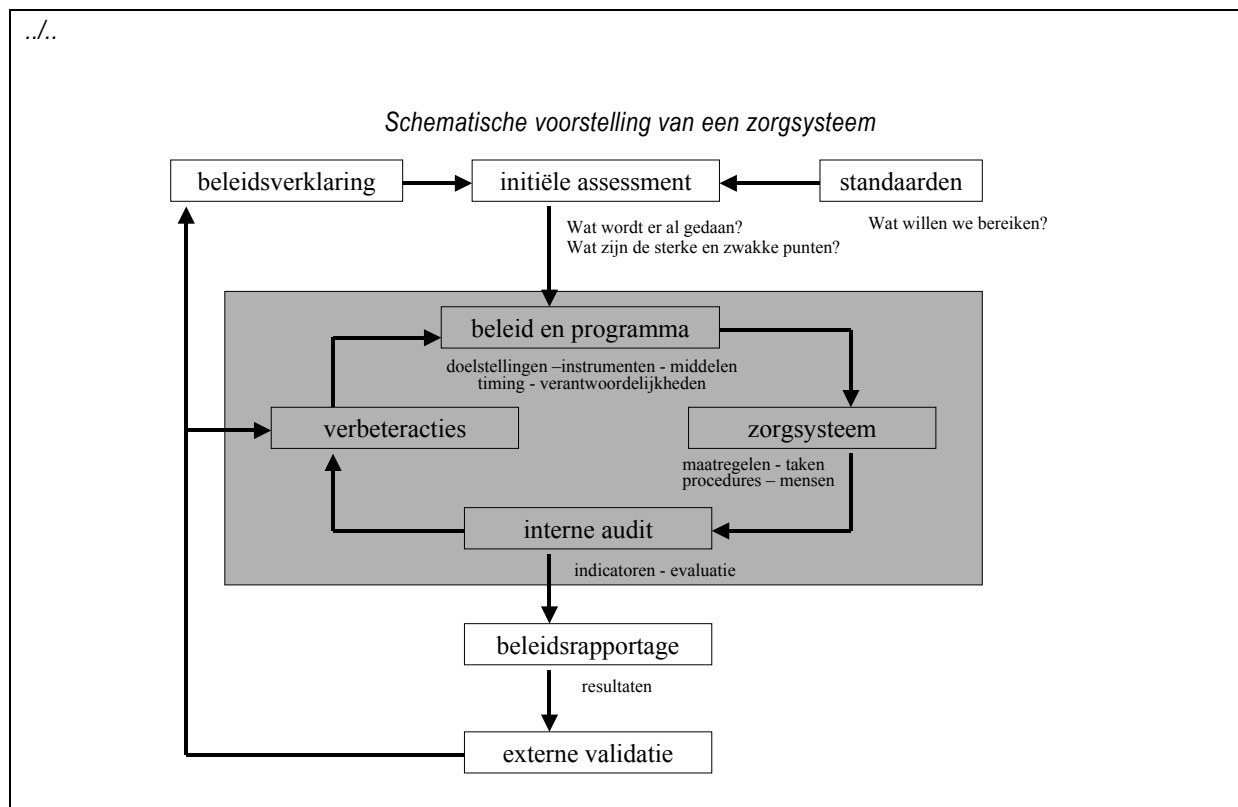 ../..
Schematische voorstelling van een zorgsysteem
beleidsverklaring
initiële assessment
standaarden
Wat wordt er al gedaan?
Wat zijn de sterke en zwakke punten?
Wat willen we bereiken?
beleid en programma
doelstellingen –instrumenten - middelen
timing - verantwoordelijkheden
verbeteracties
zorgsysteem
maatregelen - taken
procedures – mensen
interne audit
indicatoren - evaluatie
beleidsrapportage
resultaten
externe validatie